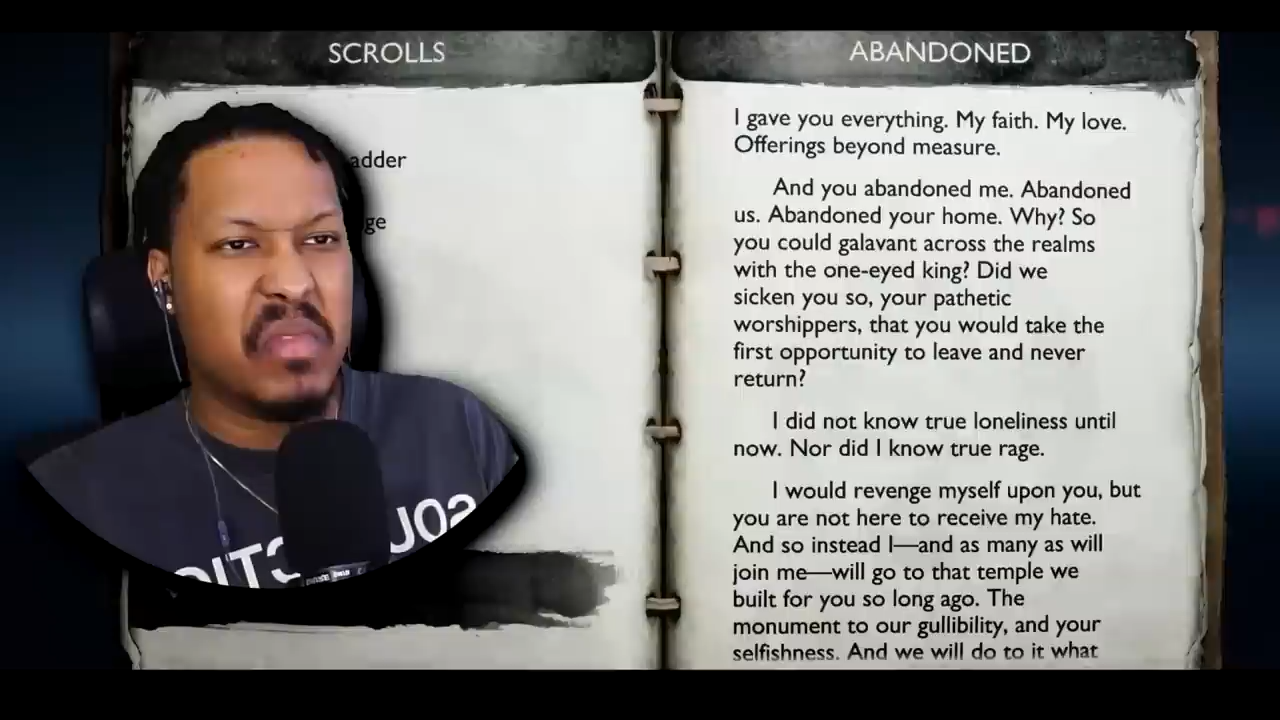 SCROLLS
adder
ge
ABANDONED
I gave you everything. My faith. My love.
Offerings beyond measure.
And you abandoned me. Abandoned
us. Abandoned your home. Why? So
you could galavant across the realms
with the one-eyed king? Did we
sicken you so, your pathetic
worshippers, that you would take the
first opportunity to leave and never
return?
I did not know true loneliness until
now. Nor did I know true rage.
I would revenge myself upon you, but
you are not here to receive my hate.
And so instead I—and as many as will
join me—will go to that temple we
built for you so long ago. The
monument to our gullibility, and your
selfishness. And we will do to it what